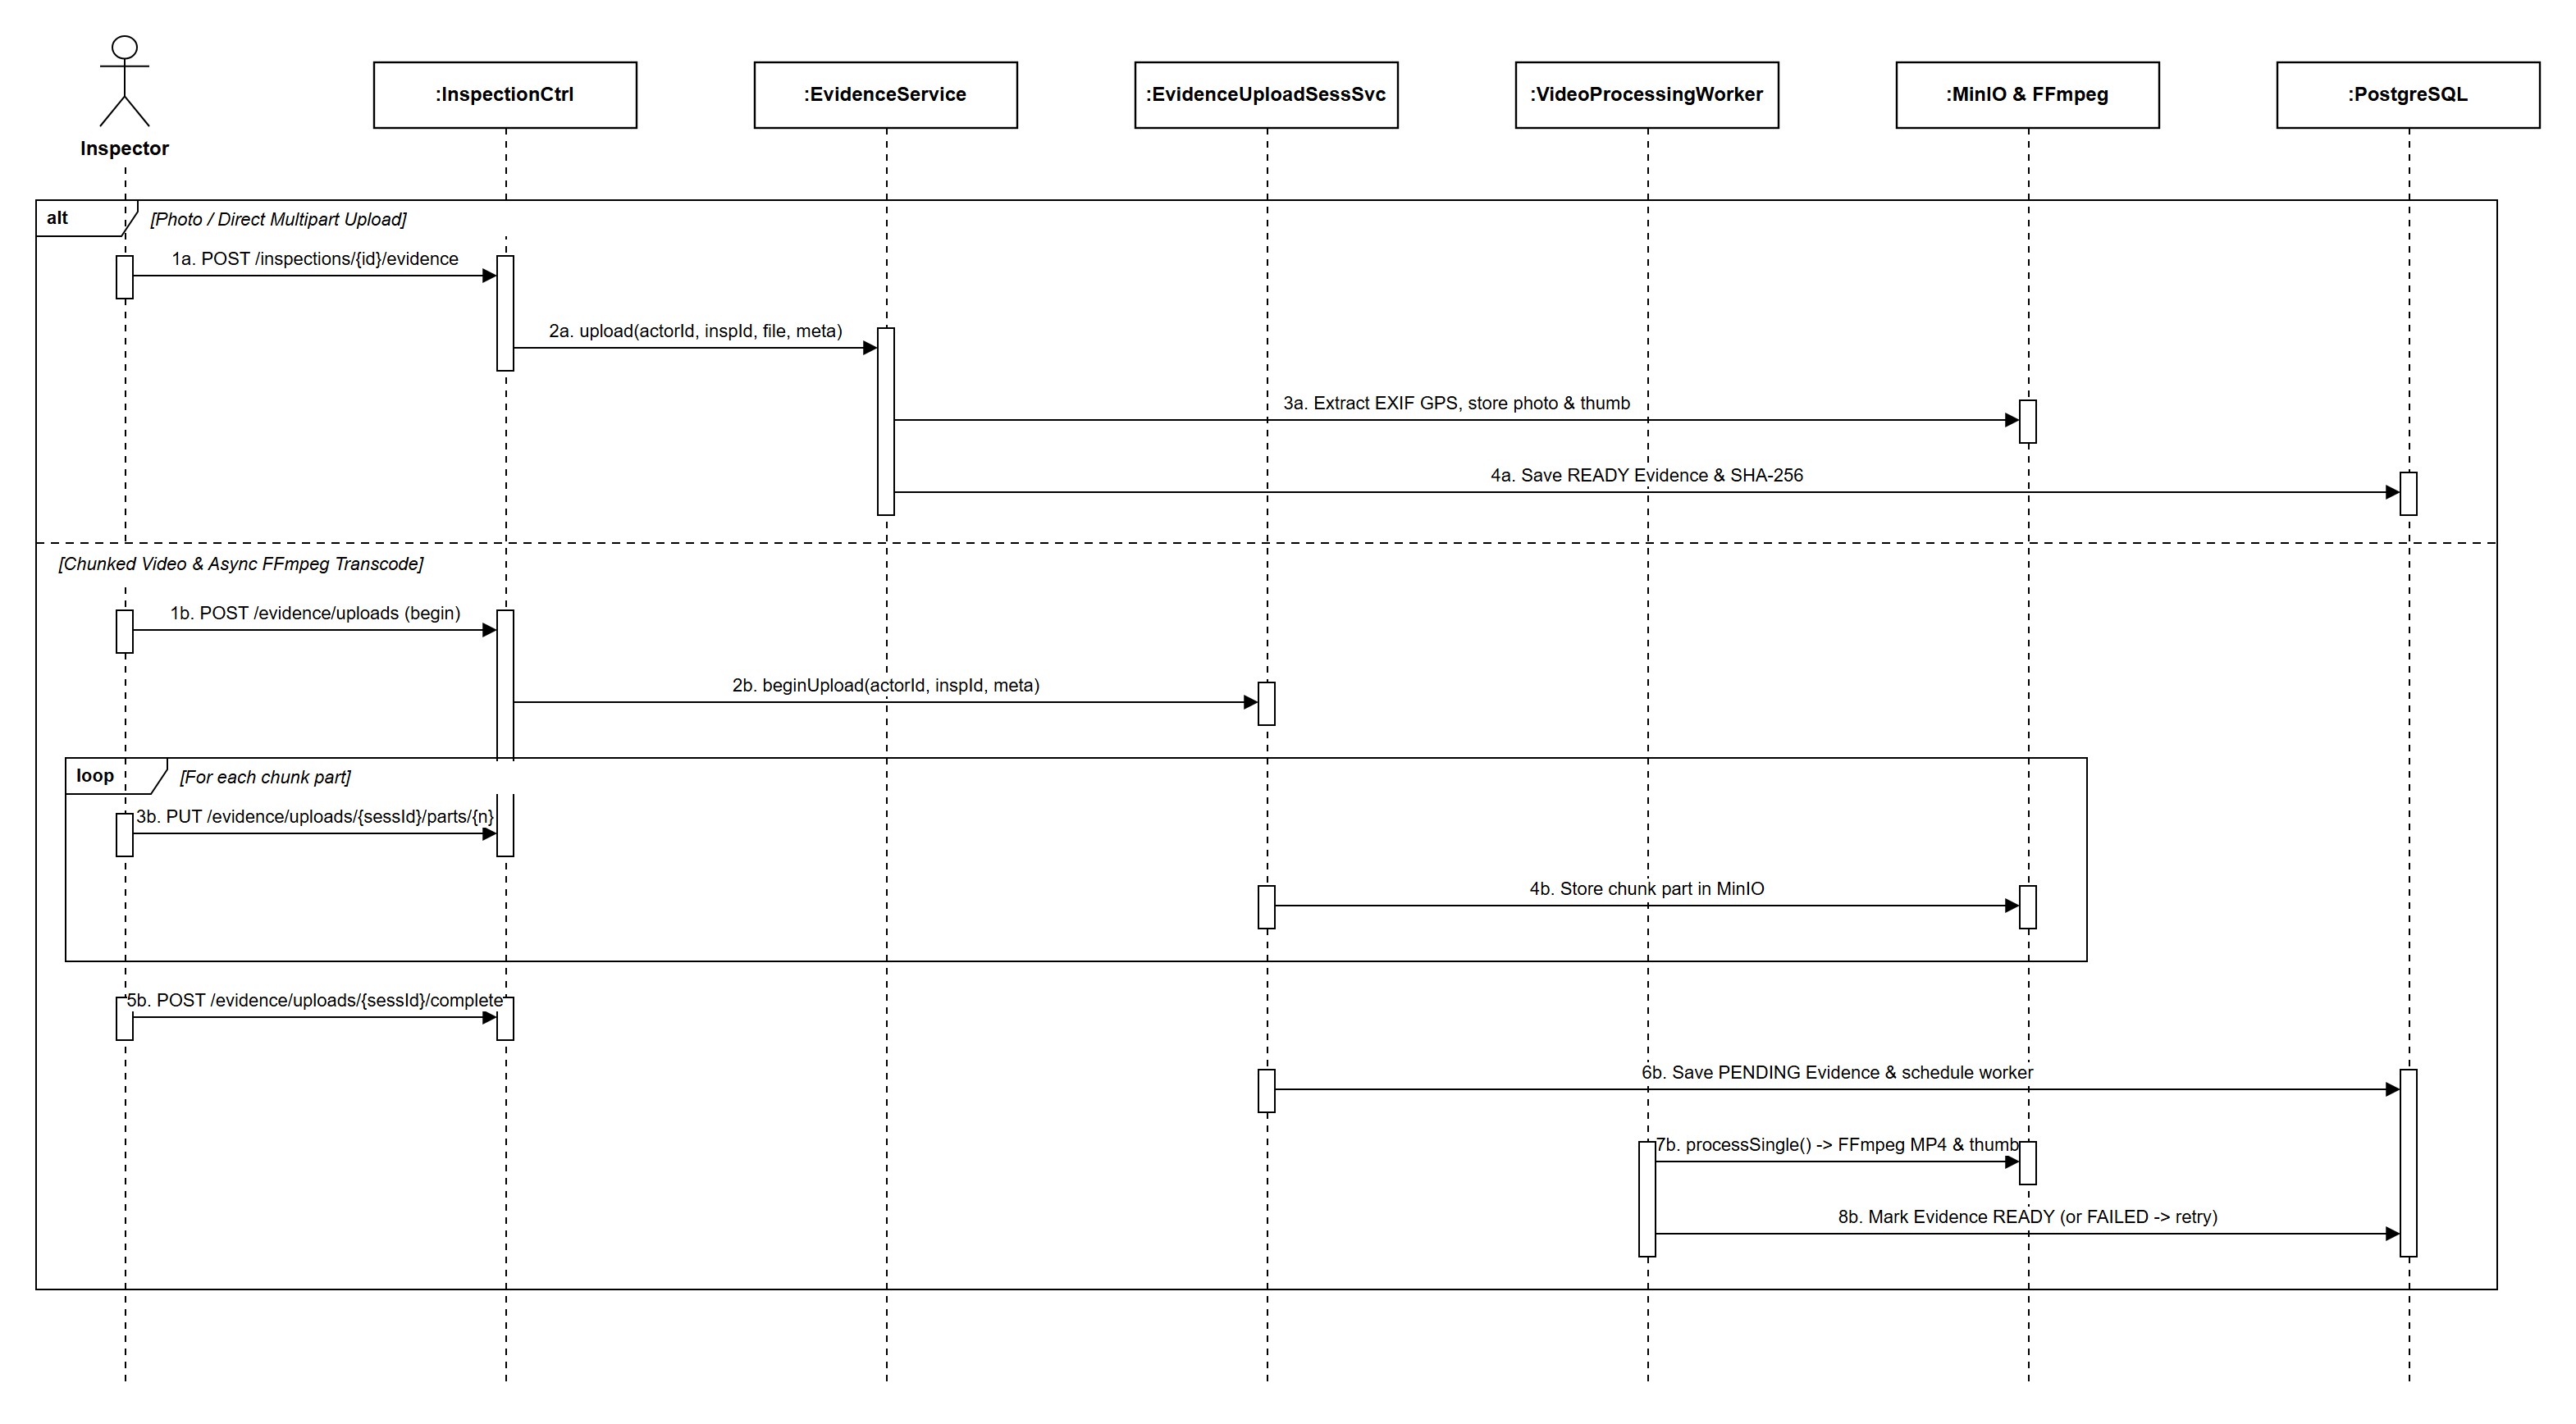 Inspector
:InspectionCtrl
:EvidenceService
:EvidenceUploadSessSvc
:VideoProcessingWorker
:MinIO & FFmpeg
:PostgreSQL
alt
[Photo / Direct Multipart Upload]
1a. POST /inspections/{id}/evidence
2a. upload(actorId, inspId, file, meta)
3a. Extract EXIF GPS, store photo & thumb
4a. Save READY Evidence & SHA-256
[Chunked Video & Async FFmpeg Transcode]
1b. POST /evidence/uploads (begin)
2b. beginUpload(actorId, inspId, meta)
loop
[For each chunk part]
3b. PUT /evidence/uploads/{sessId}/parts/{n}
4b. Store chunk part in MinIO
5b. POST /evidence/uploads/{sessId}/complete
6b. Save PENDING Evidence & schedule worker
7b. processSingle() -> FFmpeg MP4 & thumb
8b. Mark Evidence READY (or FAILED -> retry)